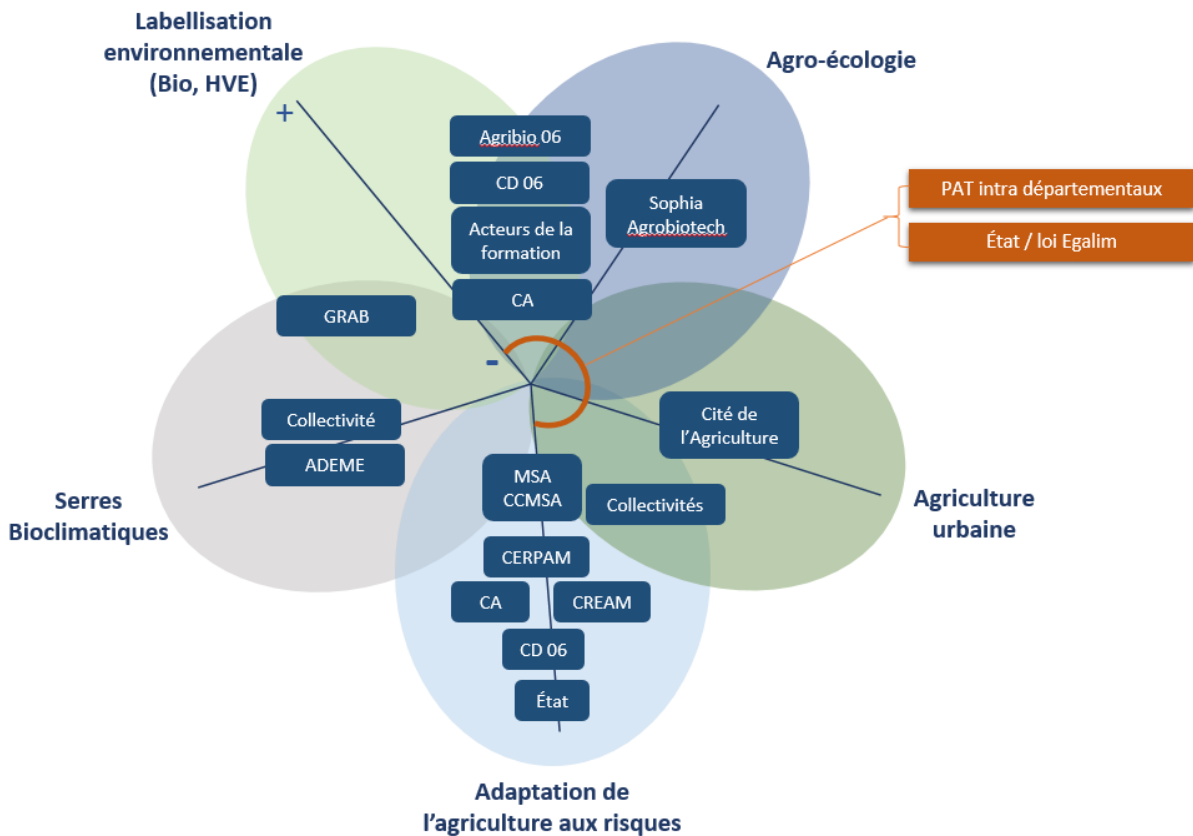 Labellisation
environnementale
(Bio, HVE)
Agro-écologie
+
Agribio 06
CD 06
Acteurs de la
formation
CA
Sophia
Agrobiotech
PAT intra départementaux
État / loi Egalim
GRAB
-
Collectivité
ADEME
Cité de
l'Agriculture
MSA
CCMSA
Collectivités
Serres
Bioclimatiques
Agriculture
urbaine
CERPAM
CA
CREAM
CD 06
État
Adaptation de
l'agriculture aux risques